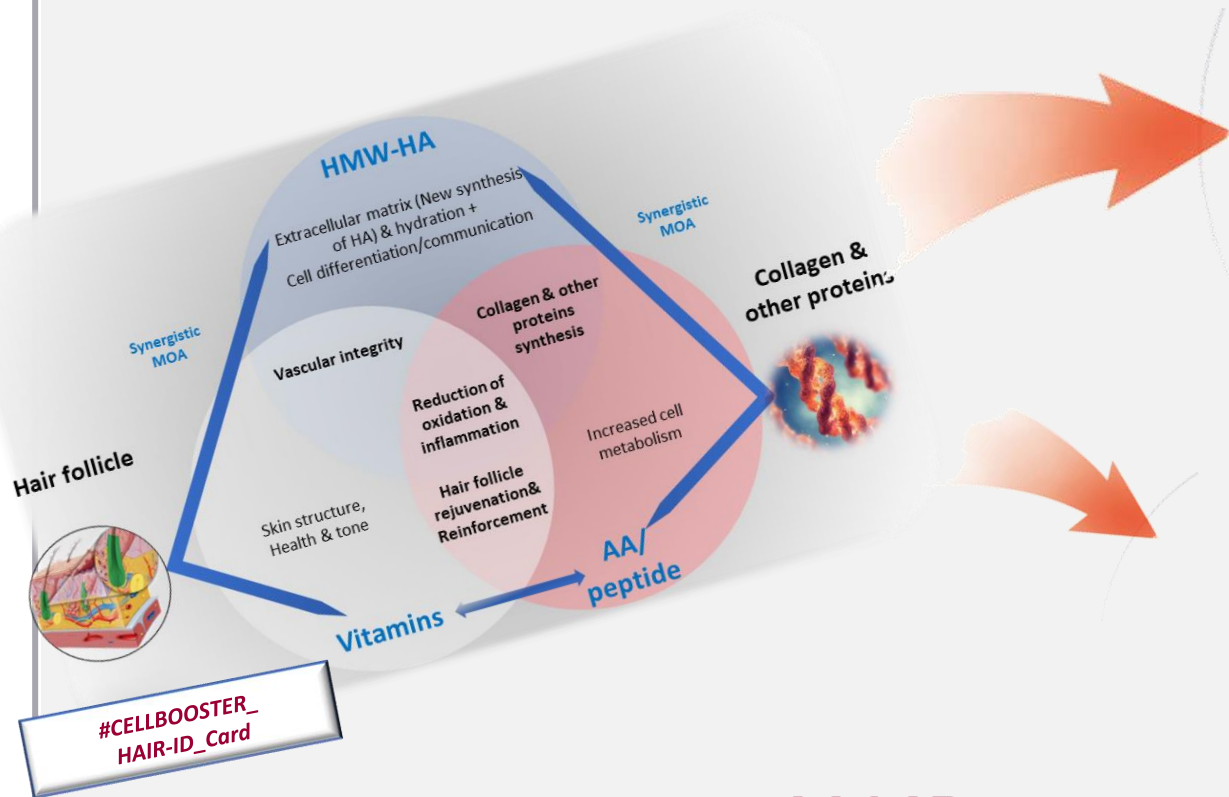 HMW-HA
Extracellular matrix (New synthesis
of HA) & hydration +
Cell differentiation/communication
Synergistic
MOA
Collagen &
other proteins
Collagen & other
proteins
synthesis
Synergistic
MOA
Vascular integrity
Reduction of
oxidation &
inflammation
Increased cell
metabolism
Hair follicle
Hair follicle
rejuvenation&
Reinforcement
Skin structure,
Health & tone
AA/
peptide
Vitamins
#CELLBOOSTER_
HAIR-ID_Card